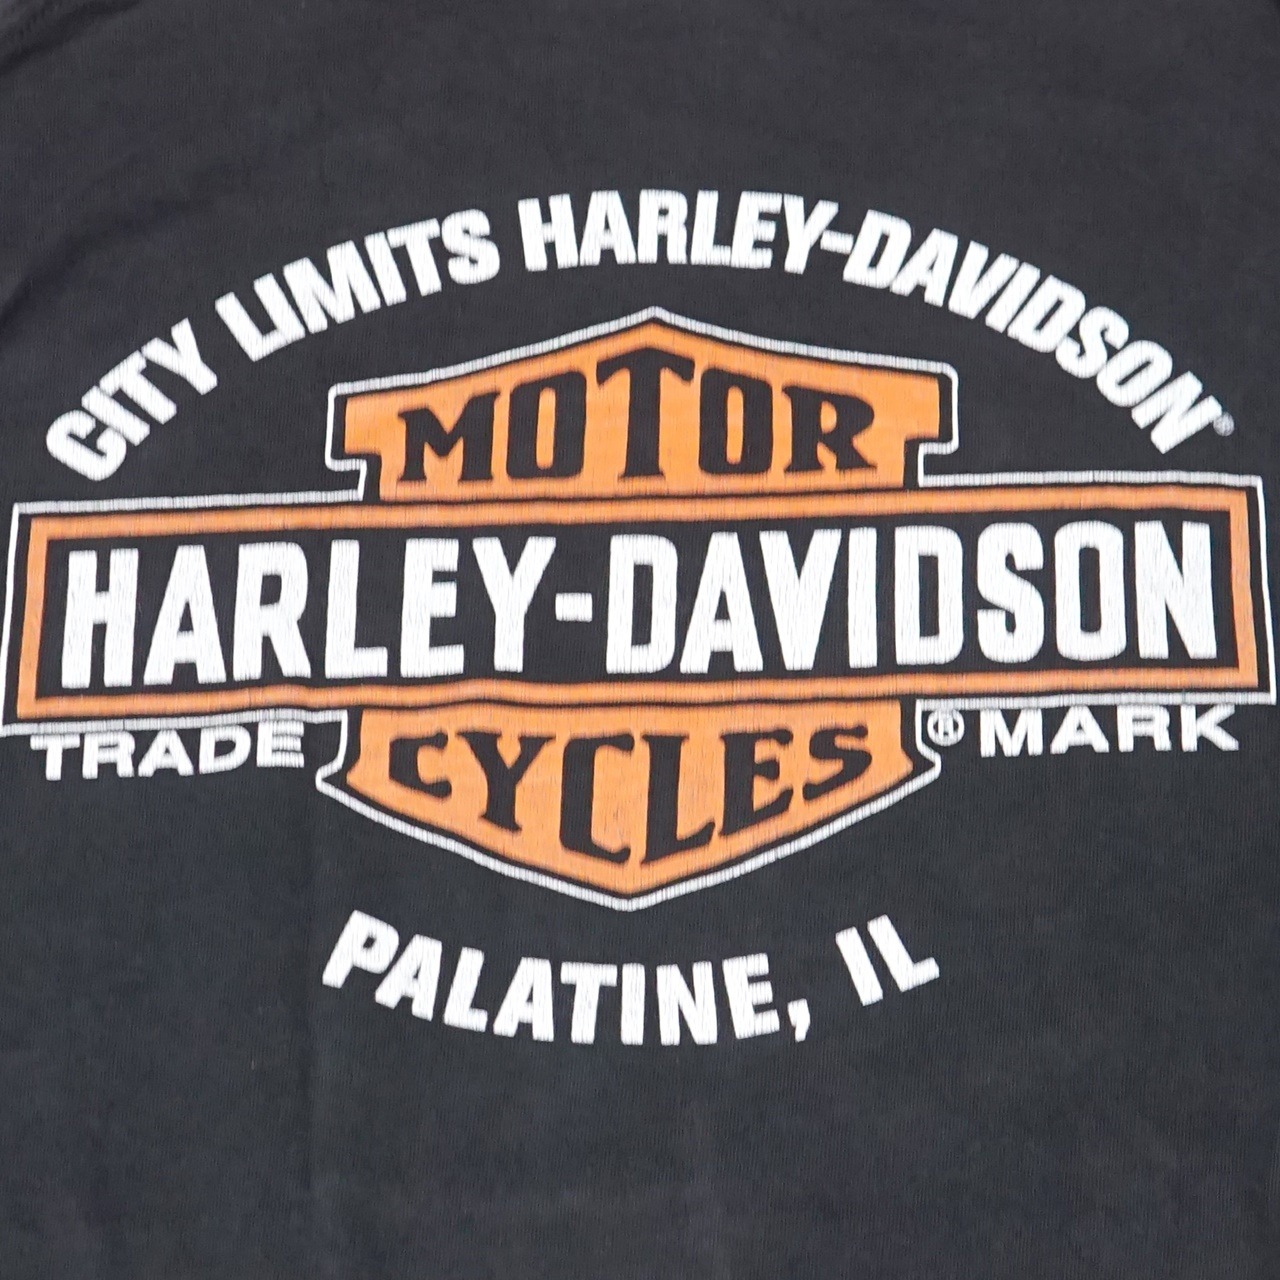 CITY LIMITS HARLEY-DAVIDSON®
MOTOR
HARLEY-DAVIDSON
CYCLES
TRADE ® MARK
PALATINE, IL